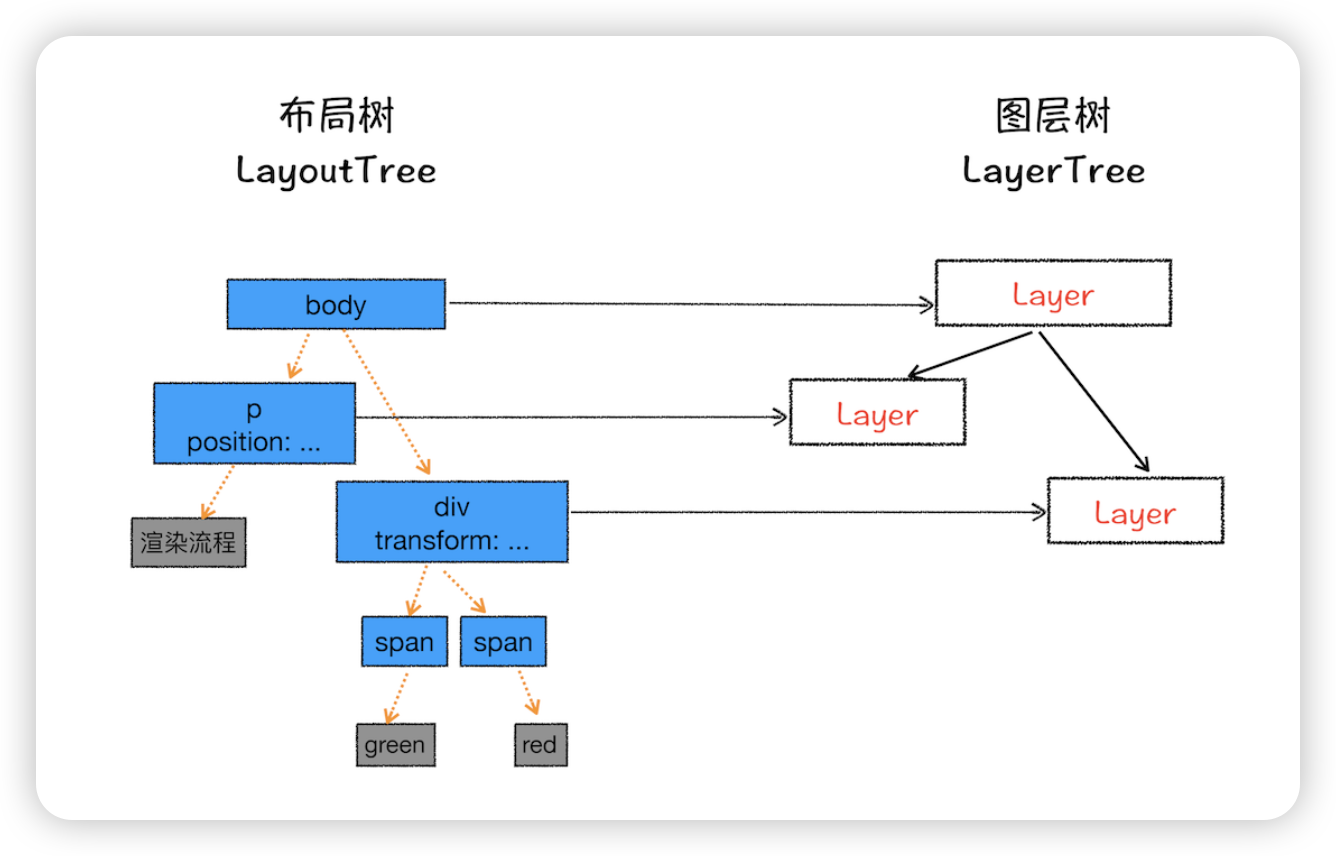 布局树
LayoutTree
图层树
LayerTree
body
Layer
p
position: ...
Layer
div
transform: ...
Layer
渲染流程
span
span
green
red